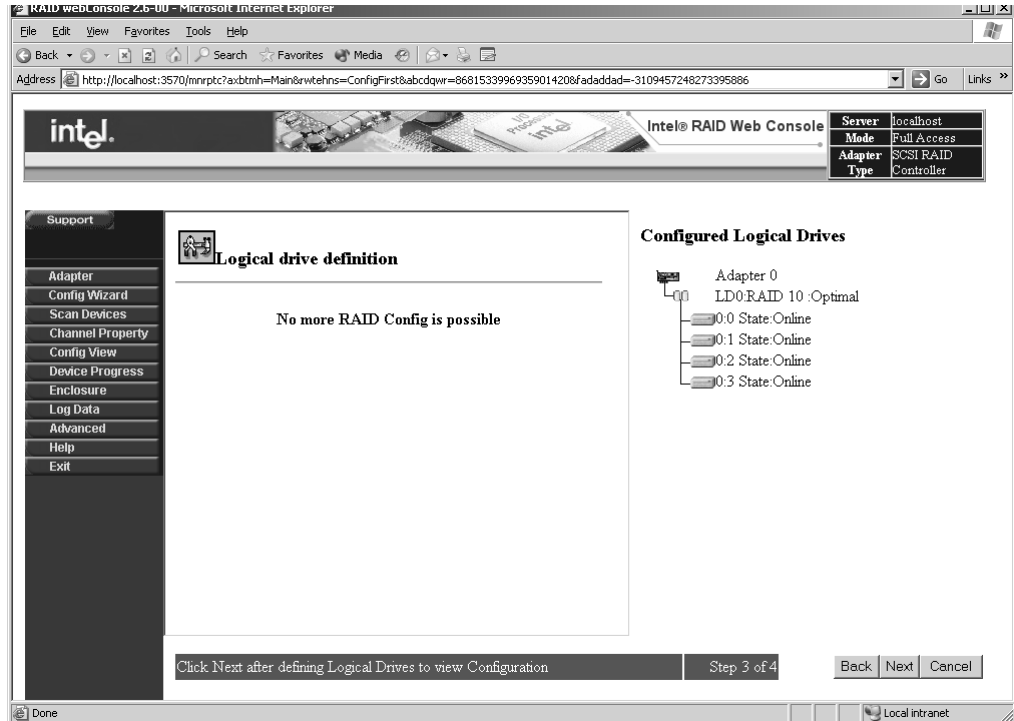 RAID webConsole 2.6-00 - Microsoft Internet Explorer
File Edit View Favorites Tools Help
Back Search Favorites Media
Address http://localhost:3570/mnrptc?axbtmh=Main&rwtehns=ConfigFirst&abcdqwr=8681533996935901420&fadaddad=-3109457248273395886 Go Links »
intel.
I/O Processor intel
Intel® RAID Web Console
Server localhost
Mode Full Access
Adapter Type SCSI RAID Controller
Support
Adapter
Config Wizard
Scan Devices
Channel Property
Config View
Device Progress
Enclosure
Log Data
Advanced
Help
Exit
Logical drive definition
No more RAID Config is possible
Configured Logical Drives
Adapter 0
LD0:RAID 10 :Optimal
0:0 State:Online
0:1 State:Online
0:2 State:Online
0:3 State:Online
Click Next after defining Logical Drives to view Configuration Step 3 of 4
Back Next Cancel
Done Local intranet